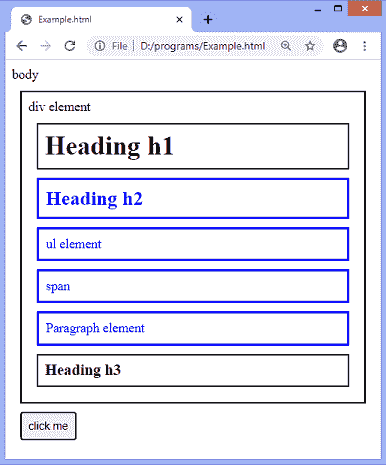 Example.html
File | D:/programs/Example.html
body
div element
Heading h1
Heading h2
ul element
span
Paragraph element
Heading h3
click me